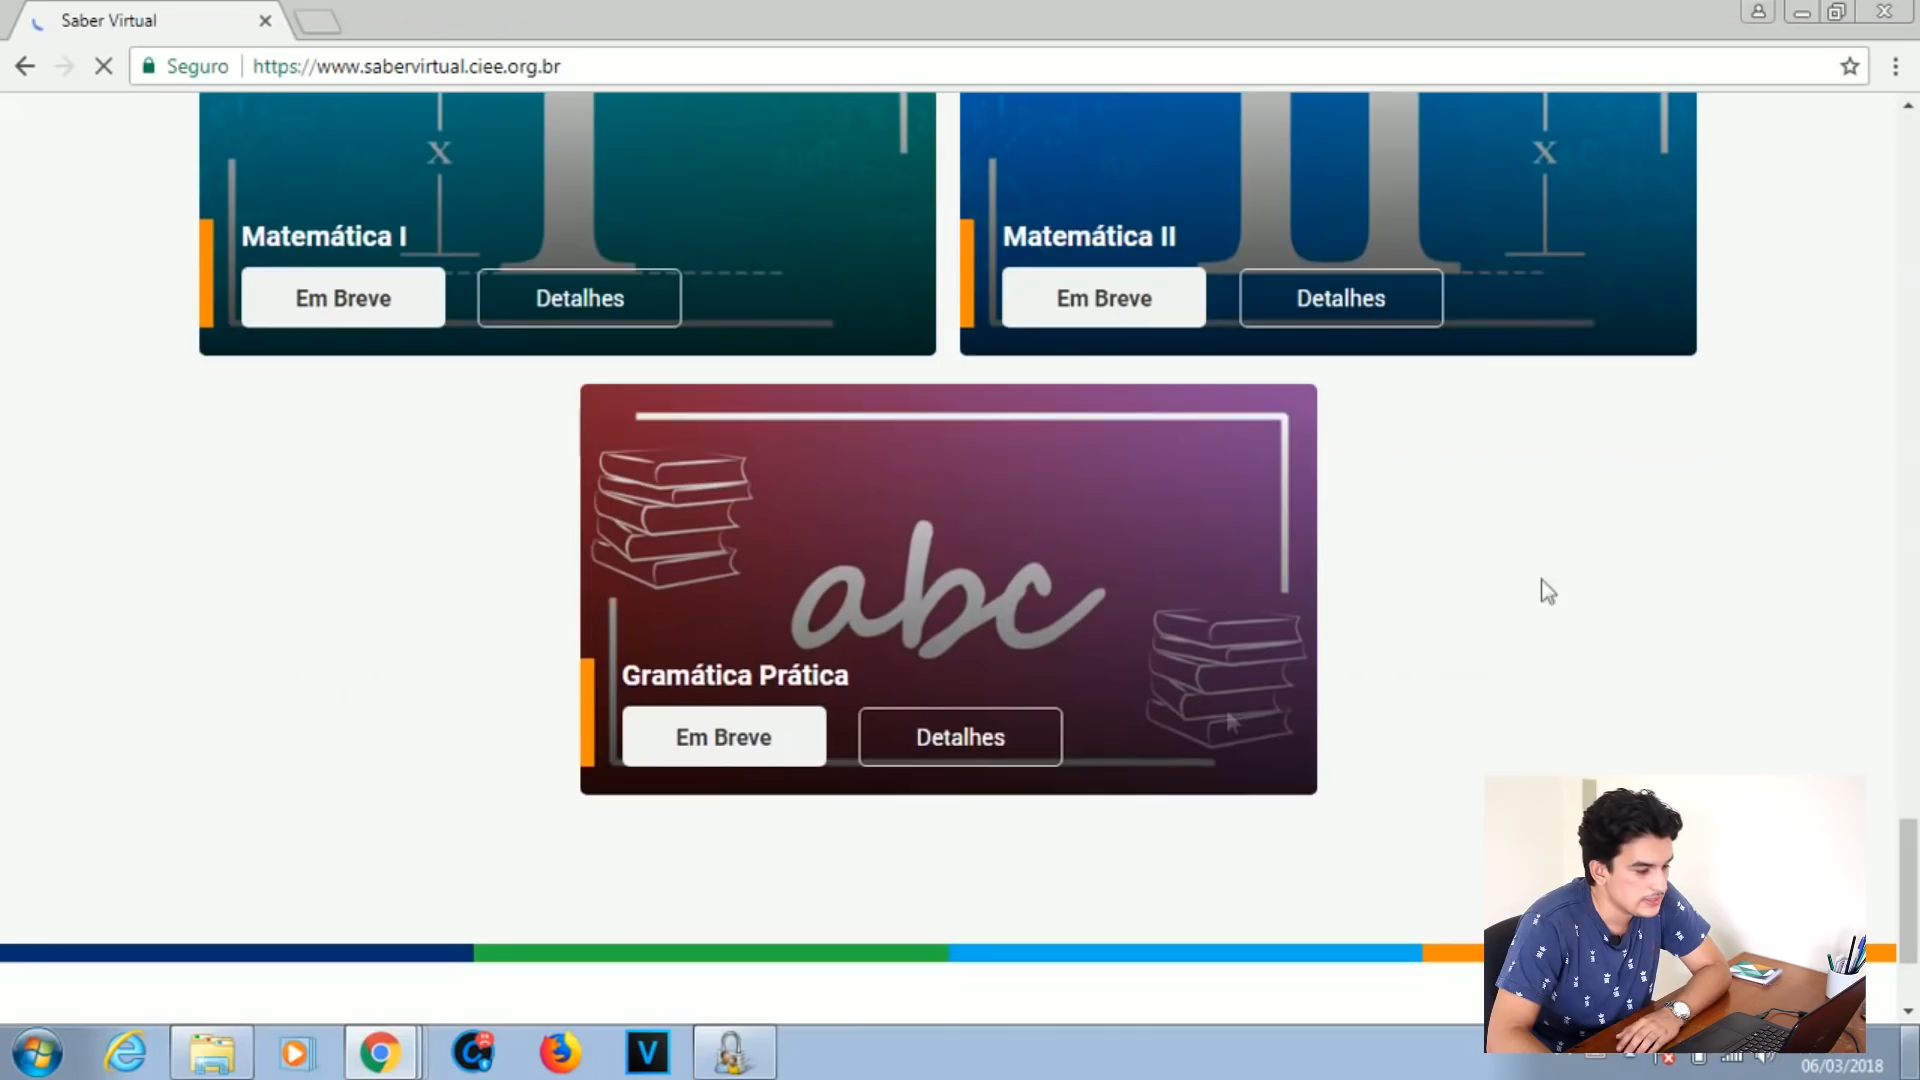 Saber Virtual
Seguro https://www.sabervirtual.ciee.org.br
X
X
Matemática I
Matemática II
Em Breve
Detalhes
Em Breve
Detalhes
abc
Gramática Prática
Em Breve
Detalhes
V
06/03/2018